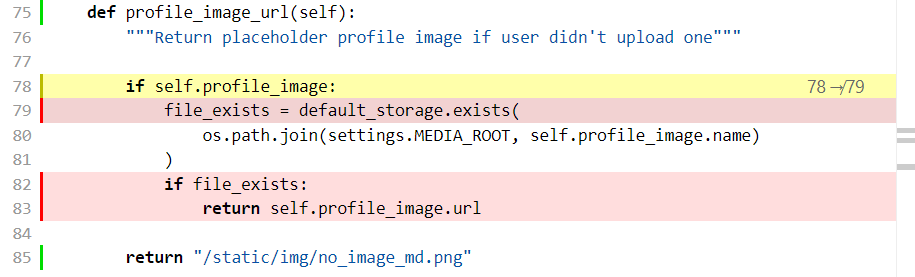 75 def profile_image_url(self):
76 """Return placeholder profile image if user didn't upload one"""
77
78 if self.profile_image: 78 ↛ 79
79 file_exists = default_storage.exists(
80 os.path.join(settings.MEDIA_ROOT, self.profile_image.name)
81 )
82 if file_exists:
83 return self.profile_image.url
84
85 return "/static/img/no_image_md.png"